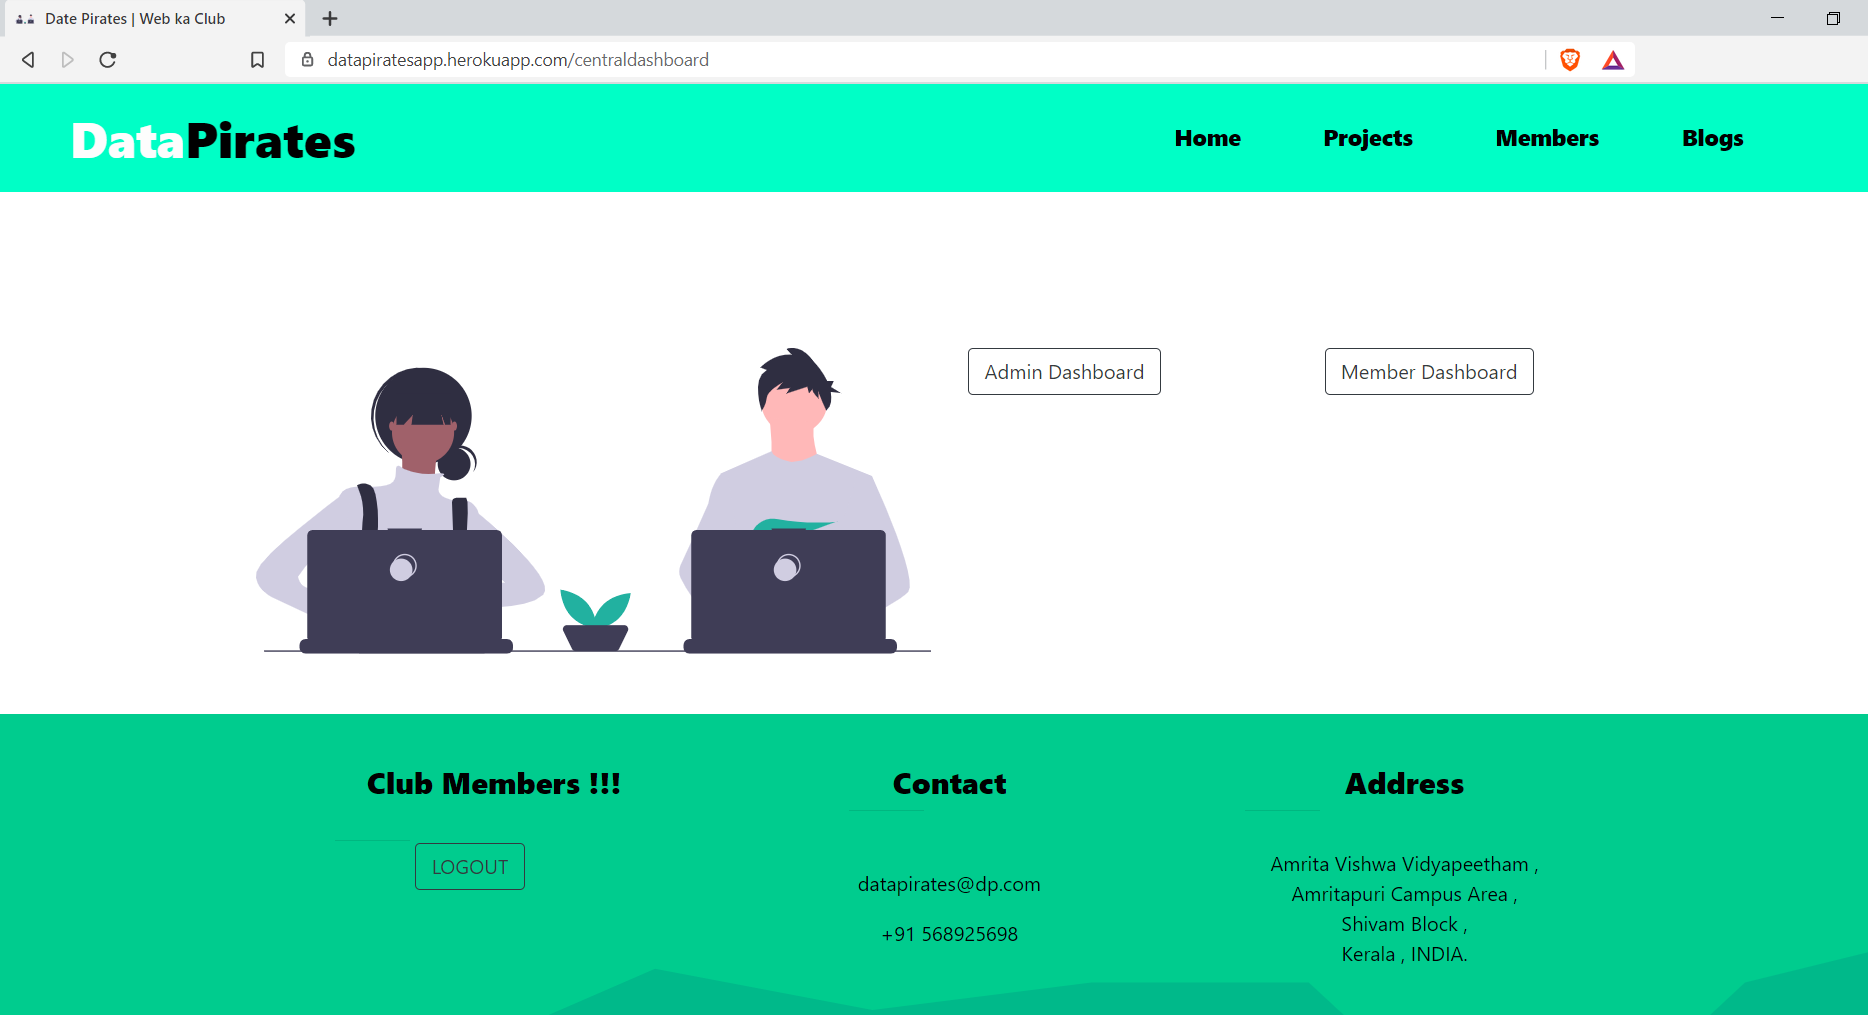 Date Pirates | Web ka Club
datapiratesapp.herokuapp.com/centraldashboard
DataPirates
Home Projects Members Blogs
Admin Dashboard Member Dashboard
Club Members !!!
LOGOUT
Contact
datapirates@dp.com
+91 568925698
Address
Amrita Vishwa Vidyapeetham ,
Amritapuri Campus Area ,
Shivam Block ,
Kerala , INDIA.